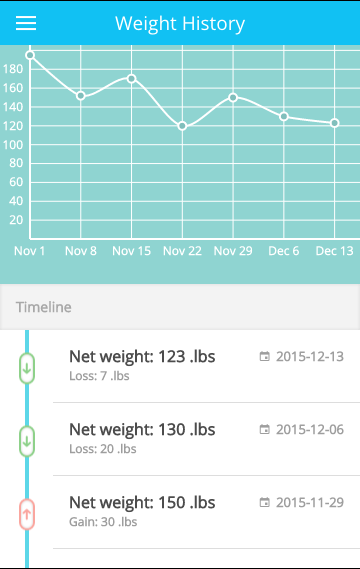 Weight History
180
160
140
120
100
80
60
40
20
Nov 1 Nov 8 Nov 15 Nov 22 Nov 29 Dec 6 Dec 13
Timeline
Net weight: 123 .lbs 2015-12-13
Loss: 7 .lbs
Net weight: 130 .lbs 2015-12-06
Loss: 20 .lbs
Net weight: 150 .lbs 2015-11-29
Gain: 30 .lbs